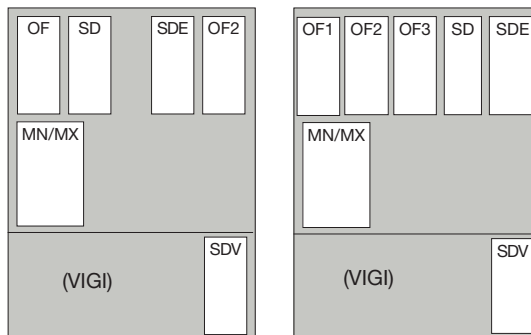 OF SD SDE OF2
MN/MX
SDV
(VIGI)
OF1 OF2 OF3 SD SDE
MN/MX
SDV
(VIGI)